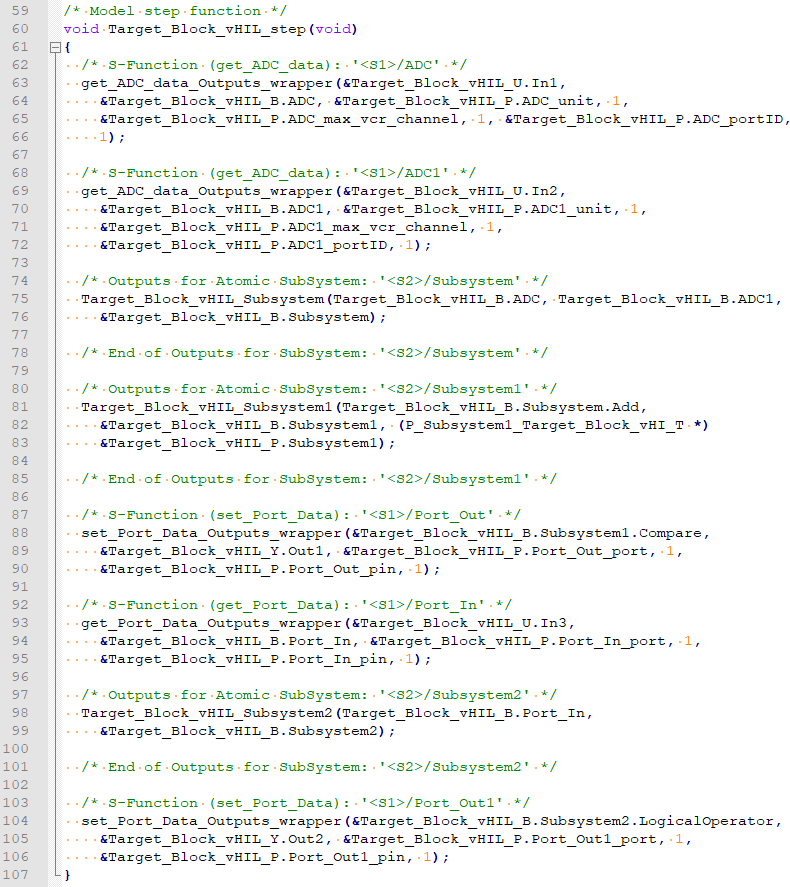 59 /* Model step function */
60 void Target_Block_vHIL_step(void)
61 {
62   /* S-Function (get_ADC_data): '<S1>/ADC' */
63   get_ADC_data_Outputs_wrapper(&Target_Block_vHIL_U.In1,
64     &Target_Block_vHIL_B.ADC, &Target_Block_vHIL_P.ADC_unit, 1,
65     &Target_Block_vHIL_P.ADC_max_vcr_channel, 1, &Target_Block_vHIL_P.ADC_portID,
66     1);
67
68   /* S-Function (get_ADC_data): '<S1>/ADC1' */
69   get_ADC_data_Outputs_wrapper(&Target_Block_vHIL_U.In2,
70     &Target_Block_vHIL_B.ADC1, &Target_Block_vHIL_P.ADC1_unit, 1,
71     &Target_Block_vHIL_P.ADC1_max_vcr_channel, 1,
72     &Target_Block_vHIL_P.ADC1_portID, 1);
73
74   /* Outputs for Atomic SubSystem: '<S2>/Subsystem' */
75   Target_Block_vHIL_Subsystem(Target_Block_vHIL_B.ADC, Target_Block_vHIL_B.ADC1,
76     &Target_Block_vHIL_B.Subsystem);
77
78   /* End of Outputs for SubSystem: '<S2>/Subsystem' */
79
80   /* Outputs for Atomic SubSystem: '<S2>/Subsystem1' */
81   Target_Block_vHIL_Subsystem1(Target_Block_vHIL_B.Subsystem.Add,
82     &Target_Block_vHIL_B.Subsystem1, (P_Subsystem1_Target_Block_vHI_T *)
83     &Target_Block_vHIL_P.Subsystem1);
84
85   /* End of Outputs for SubSystem: '<S2>/Subsystem1' */
86
87   /* S-Function (set_Port_Data): '<S1>/Port_Out' */
88   set_Port_Data_Outputs_wrapper(&Target_Block_vHIL_B.Subsystem1.Compare,
89     &Target_Block_vHIL_Y.Out1, &Target_Block_vHIL_P.Port_Out_port, 1,
90     &Target_Block_vHIL_P.Port_Out_pin, 1);
91
92   /* S-Function (get_Port_Data): '<S1>/Port_In' */
93   get_Port_Data_Outputs_wrapper(&Target_Block_vHIL_U.In3,
94     &Target_Block_vHIL_B.Port_In, &Target_Block_vHIL_P.Port_In_port, 1,
95     &Target_Block_vHIL_P.Port_In_pin, 1);
96
97   /* Outputs for Atomic SubSystem: '<S2>/Subsystem2' */
98   Target_Block_vHIL_Subsystem2(Target_Block_vHIL_B.Port_In,
99     &Target_Block_vHIL_B.Subsystem2);
100
101   /* End of Outputs for SubSystem: '<S2>/Subsystem2' */
102
103   /* S-Function (set_Port_Data): '<S1>/Port_Out1' */
104   set_Port_Data_Outputs_wrapper(&Target_Block_vHIL_B.Subsystem2.LogicalOperator,
105     &Target_Block_vHIL_Y.Out2, &Target_Block_vHIL_P.Port_Out1_port, 1,
106     &Target_Block_vHIL_P.Port_Out1_pin, 1);
107 }